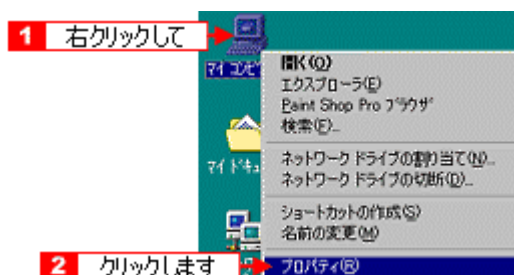 1 右クリックして
マイ コンピ
開く(O)
エクスプローラ(E)
Paint Shop Pro ブラウザ
検索(F)...
マイ ドキュ
ネットワーク ドライブの割り当て(N)...
ネットワーク ドライブの切断(D)...
ショートカットの作成(S)
名前の変更(M)
2 クリックします
プロパティ(R)